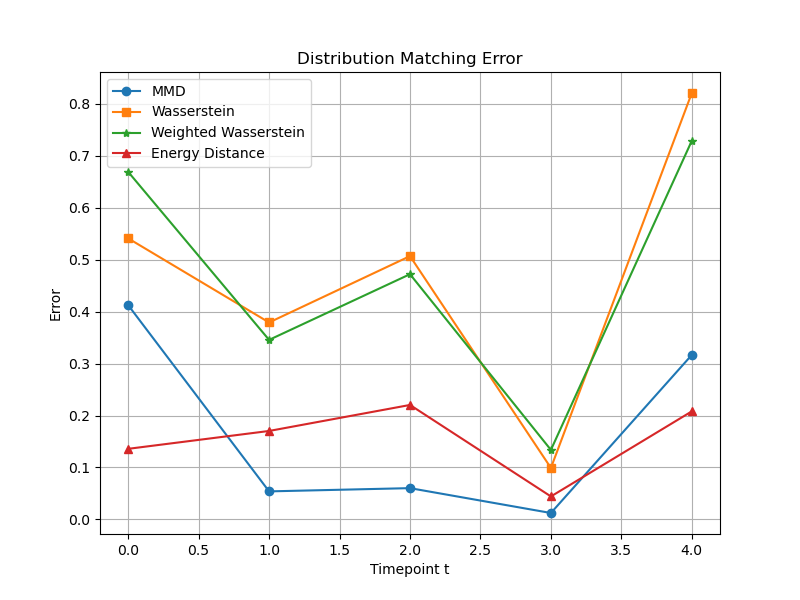 Distribution Matching Error
MMD
Wasserstein
Weighted Wasserstein
Energy Distance
0.8
0.7
0.6
0.5
0.4
0.3
0.2
0.1
0.0
Error
0.0 0.5 1.0 1.5 2.0 2.5 3.0 3.5 4.0
Timepoint t